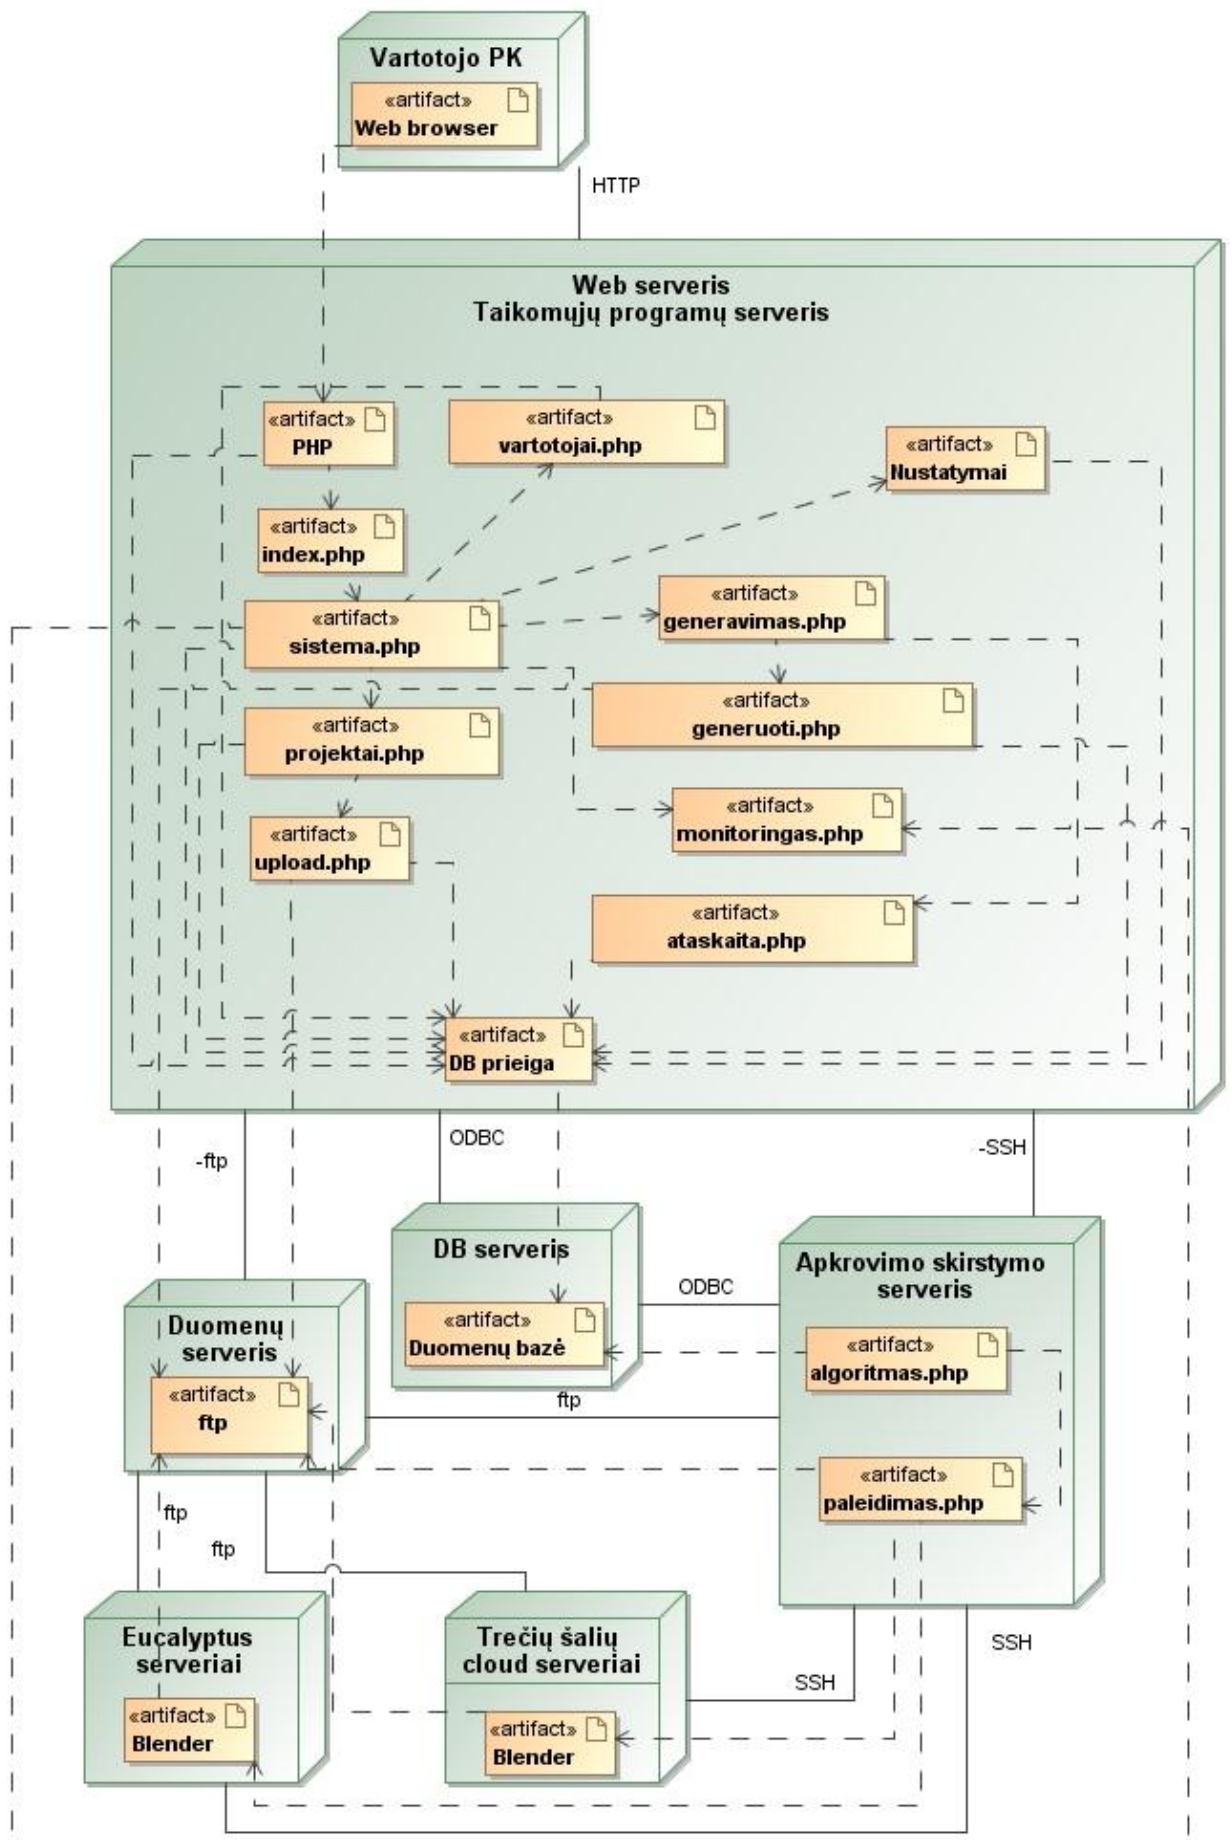 Vartotojo PK
«artifact»
Web browser
HTTP
Web serveris
Taikomųjų programų serveris
«artifact»
PHP
«artifact»
vartotojai.php
«artifact»
Nustatymai
«artifact»
index.php
«artifact»
sistema.php
«artifact»
generavimas.php
«artifact»
projektai.php
«artifact»
generuoti.php
«artifact»
upload.php
«artifact»
monitoringas.php
«artifact»
ataskaita.php
«artifact»
DB prieiga
-ftp
ODBC
-SSH
DB serveris
«artifact»
Duomenų bazė
ODBC
Apkrovimo skirstymo
serveris
«artifact»
algoritmas.php
«artifact»
paleidimas.php
Duomenų
serveris
«artifact»
ftp
ftp
ftp
ftp
Eucalyptus
serveriai
«artifact»
Blender
Trečių šalių
cloud serveriai
«artifact»
Blender
SSH
SSH